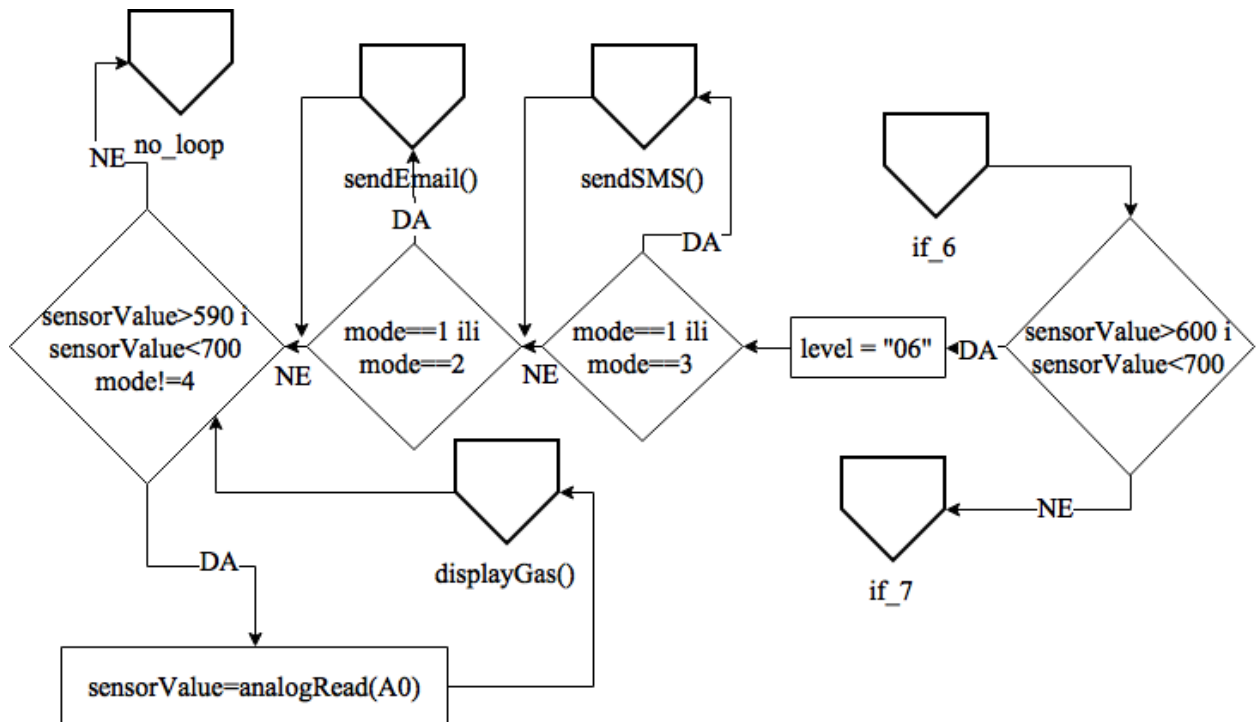 NE
no_loop
sendEmail()
DA
sendSMS()
DA
if_6
sensorValue>590 i
sensorValue<700
mode!=4
NE
mode==1 ili
mode==2
NE
mode==1 ili
mode==3
level = "06"
DA
sensorValue>600 i
sensorValue<700
NE
if_7
displayGas()
DA
sensorValue=analogRead(A0)